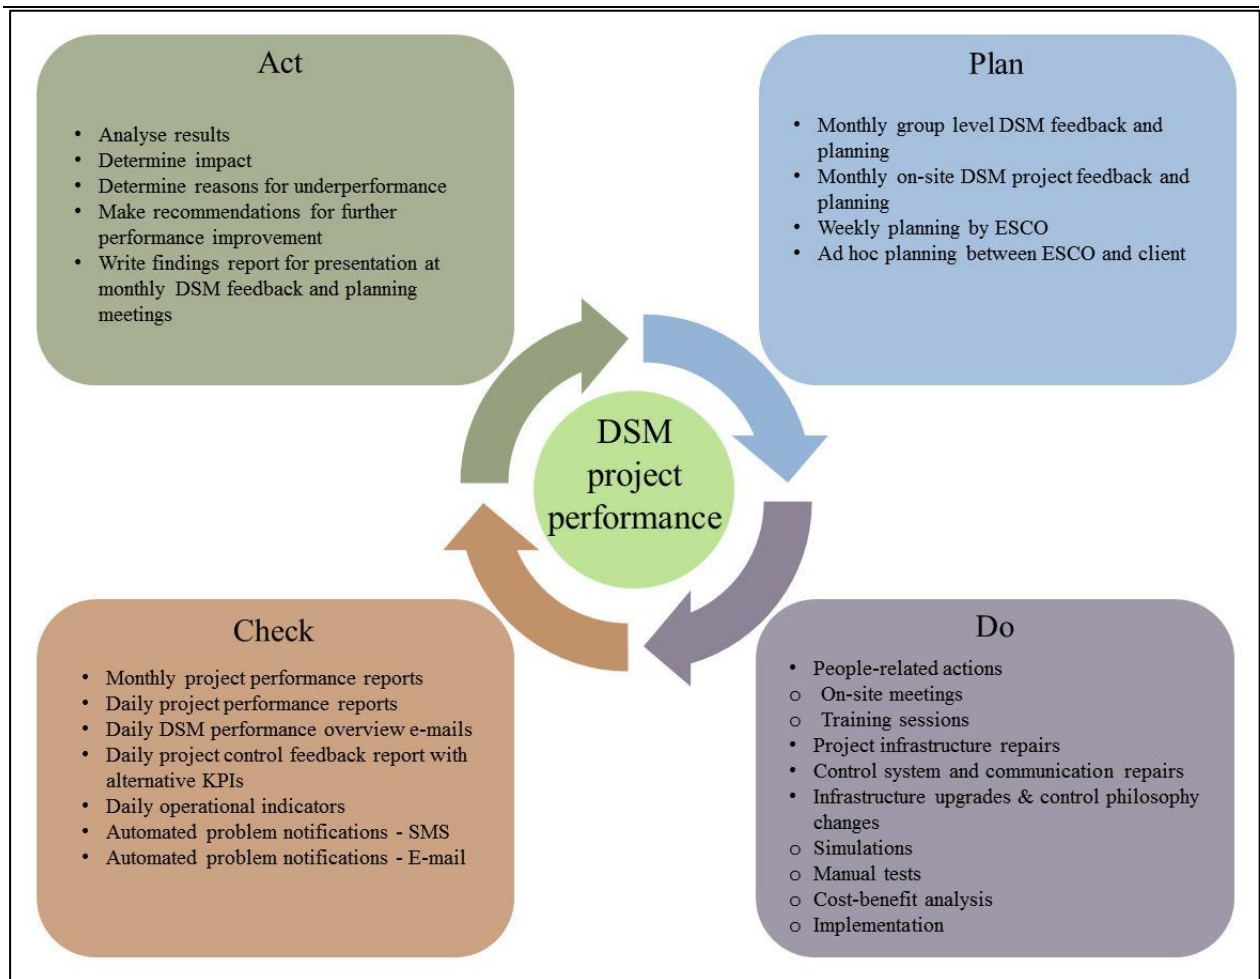 Act
• Analyse results
• Determine impact
• Determine reasons for underperformance
• Make recommendations for further
performance improvement
• Write findings report for presentation at
monthly DSM feedback and planning
meetings
Plan
• Monthly group level DSM feedback and
planning
• Monthly on-site DSM project feedback and
planning
• Weekly planning by ESCO
• Ad hoc planning between ESCO and client
DSM
project
performance
Check
• Monthly project performance reports
• Daily project performance reports
• Daily DSM performance overview e-mails
• Daily project control feedback report with
alternative KPIs
• Daily operational indicators
• Automated problem notifications - SMS
• Automated problem notifications - E-mail
Do
• People-related actions
o On-site meetings
o Training sessions
• Project infrastructure repairs
• Control system and communication repairs
• Infrastructure upgrades & control philosophy
changes
o Simulations
o Manual tests
o Cost-benefit analysis
o Implementation